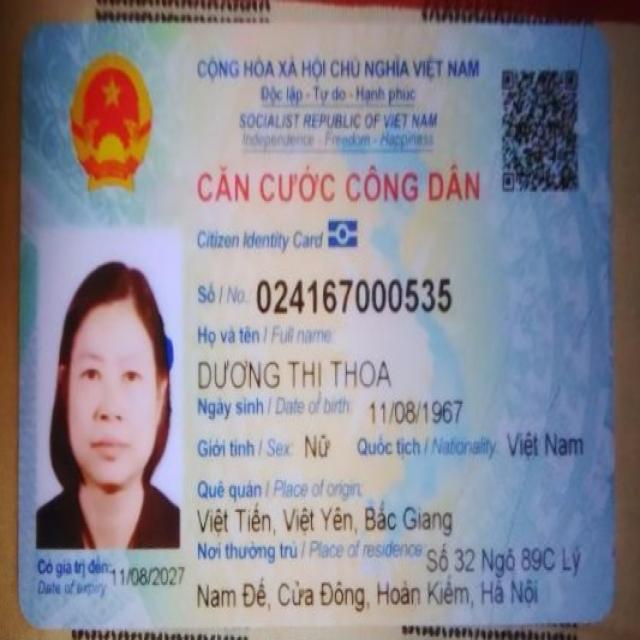 CỘNG HÒA XÃ HỘI CHỦ NGHĨA VIỆT NAM
Độc lập - Tự do - Hạnh phúc
SOCIALIST REPUBLIC OF VIET NAM
Independence - Freedom - Happiness
CĂN CƯỚC CÔNG DÂN
Citizen Identity Card
Số / No. 024167000535
Họ và tên / Full name:
DƯƠNG THỊ THOA
Ngày sinh / Date of birth: 11/08/1967
Giới tính / Sex: Nữ Quốc tịch / Nationality: Việt Nam
Quê quán / Place of origin:
Việt Tiến, Việt Yên, Bắc Giang
Nơi thường trú / Place of residence: Số 32 Ngõ 89C Lý
Nam Đế, Cửa Đông, Hoàn Kiếm, Hà Nội
Có giá trị đến: 11/08/2027
Date of expiry